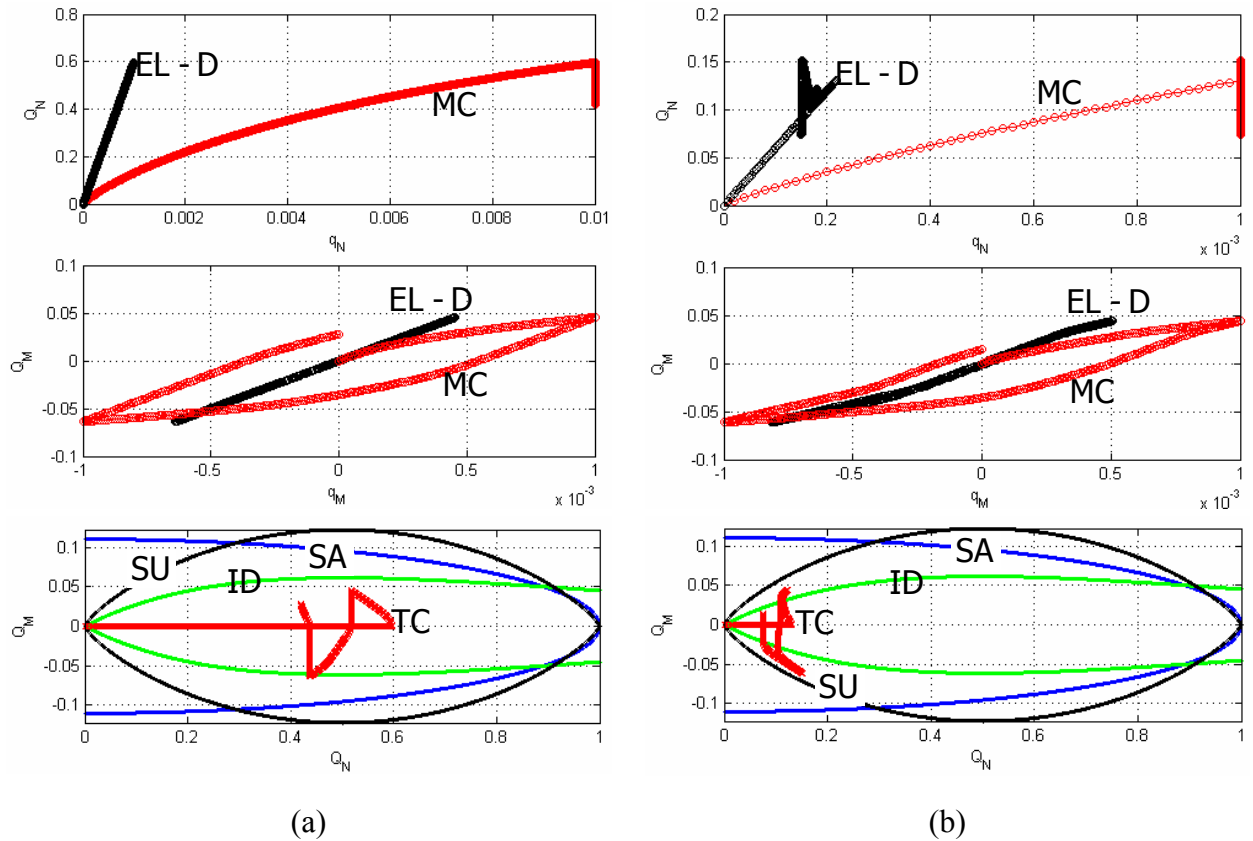 0.8
0.6
0.4
0.2
0
Q_N
EL - D
MC
0 0.002 0.004 0.006 0.008 0.01
q_N
0.1
0.05
0
-0.05
-0.1
Q_M
EL - D
MC
-1 -0.5 0 0.5 1
q_M
x 10^-3
0.1
0.05
0
-0.05
-0.1
Q_M
SU
SA
ID
TC
0 0.2 0.4 0.6 0.8 1
Q_N
(a)
0.2
0.15
0.1
0.05
0
Q_N
EL - D
MC
0 0.2 0.4 0.6 0.8 1
q_N
x 10^-3
0.1
0.05
0
-0.05
-0.1
Q_M
EL - D
MC
-1 -0.5 0 0.5 1
q_M
x 10^-3
0.1
0.05
0
-0.05
-0.1
Q_M
SA
ID
TC
SU
0 0.2 0.4 0.6 0.8 1
Q_N
(b)